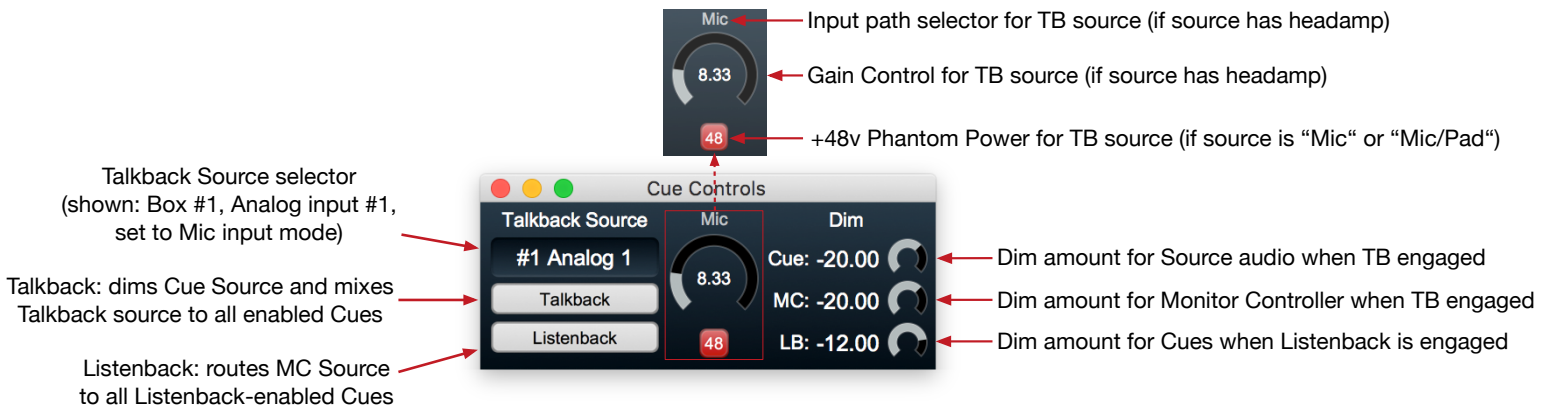 Mic
Input path selector for TB source (if source has headamp)
8.33
Gain Control for TB source (if source has headamp)
48
+48v Phantom Power for TB source (if source is “Mic“ or “Mic/Pad“)
Talkback Source selector
(shown: Box #1, Analog input #1,
set to Mic input mode)
Talkback: dims Cue Source and mixes
Talkback source to all enabled Cues
Listenback: routes MC Source
to all Listenback-enabled Cues
Cue Controls
Talkback Source
Mic
Dim
#1 Analog 1
8.33
Cue: -20.00
Talkback
MC: -20.00
Listenback
48
LB: -12.00
Dim amount for Source audio when TB engaged
Dim amount for Monitor Controller when TB engaged
Dim amount for Cues when Listenback is engaged